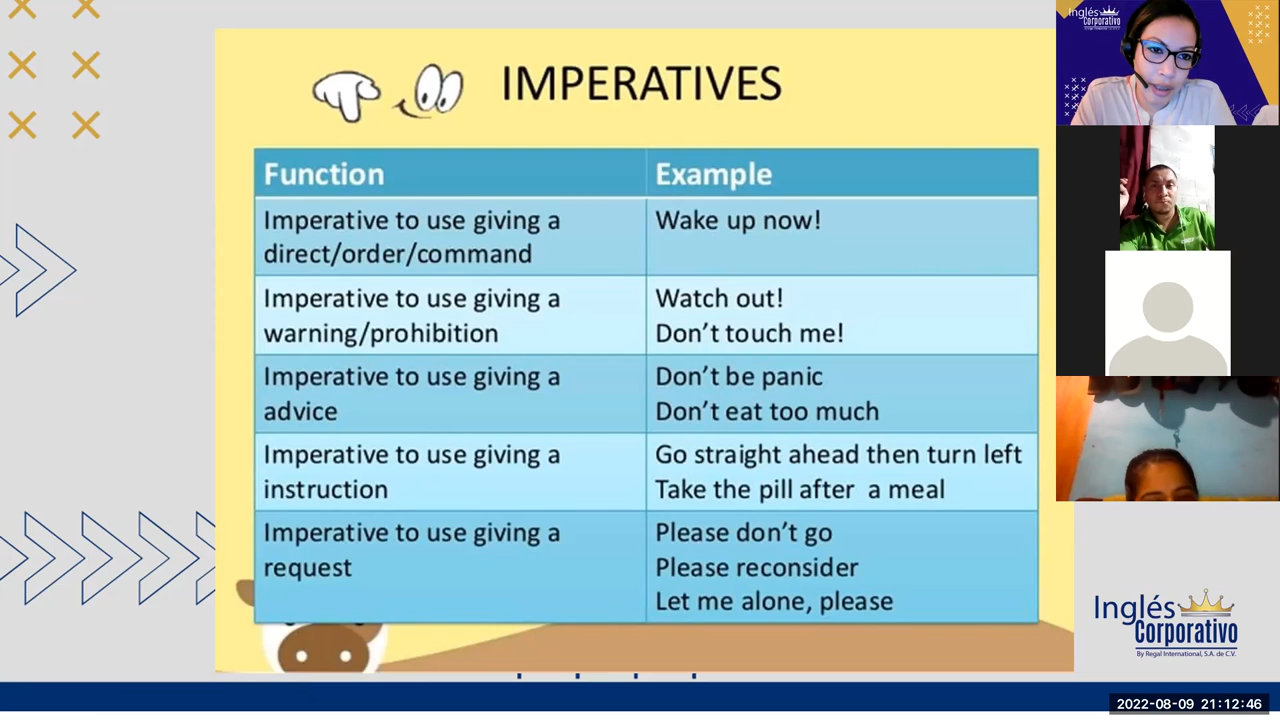 IMPERATIVES
Function
Example
Imperative to use giving a
direct/order/command
Wake up now!
Imperative to use giving a
warning/prohibition
Watch out!
Don't touch me!
Imperative to use giving a
advice
Don't be panic
Don't eat too much
Imperative to use giving a
instruction
Go straight ahead then turn left
Take the pill after a meal
Imperative to use giving a
request
Please don't go
Please reconsider
Let me alone, please
Inglés
Corporativo
Inglés
Corporativo
By Regal International, S.A. de C.V.
2022-08-09 21:12:46